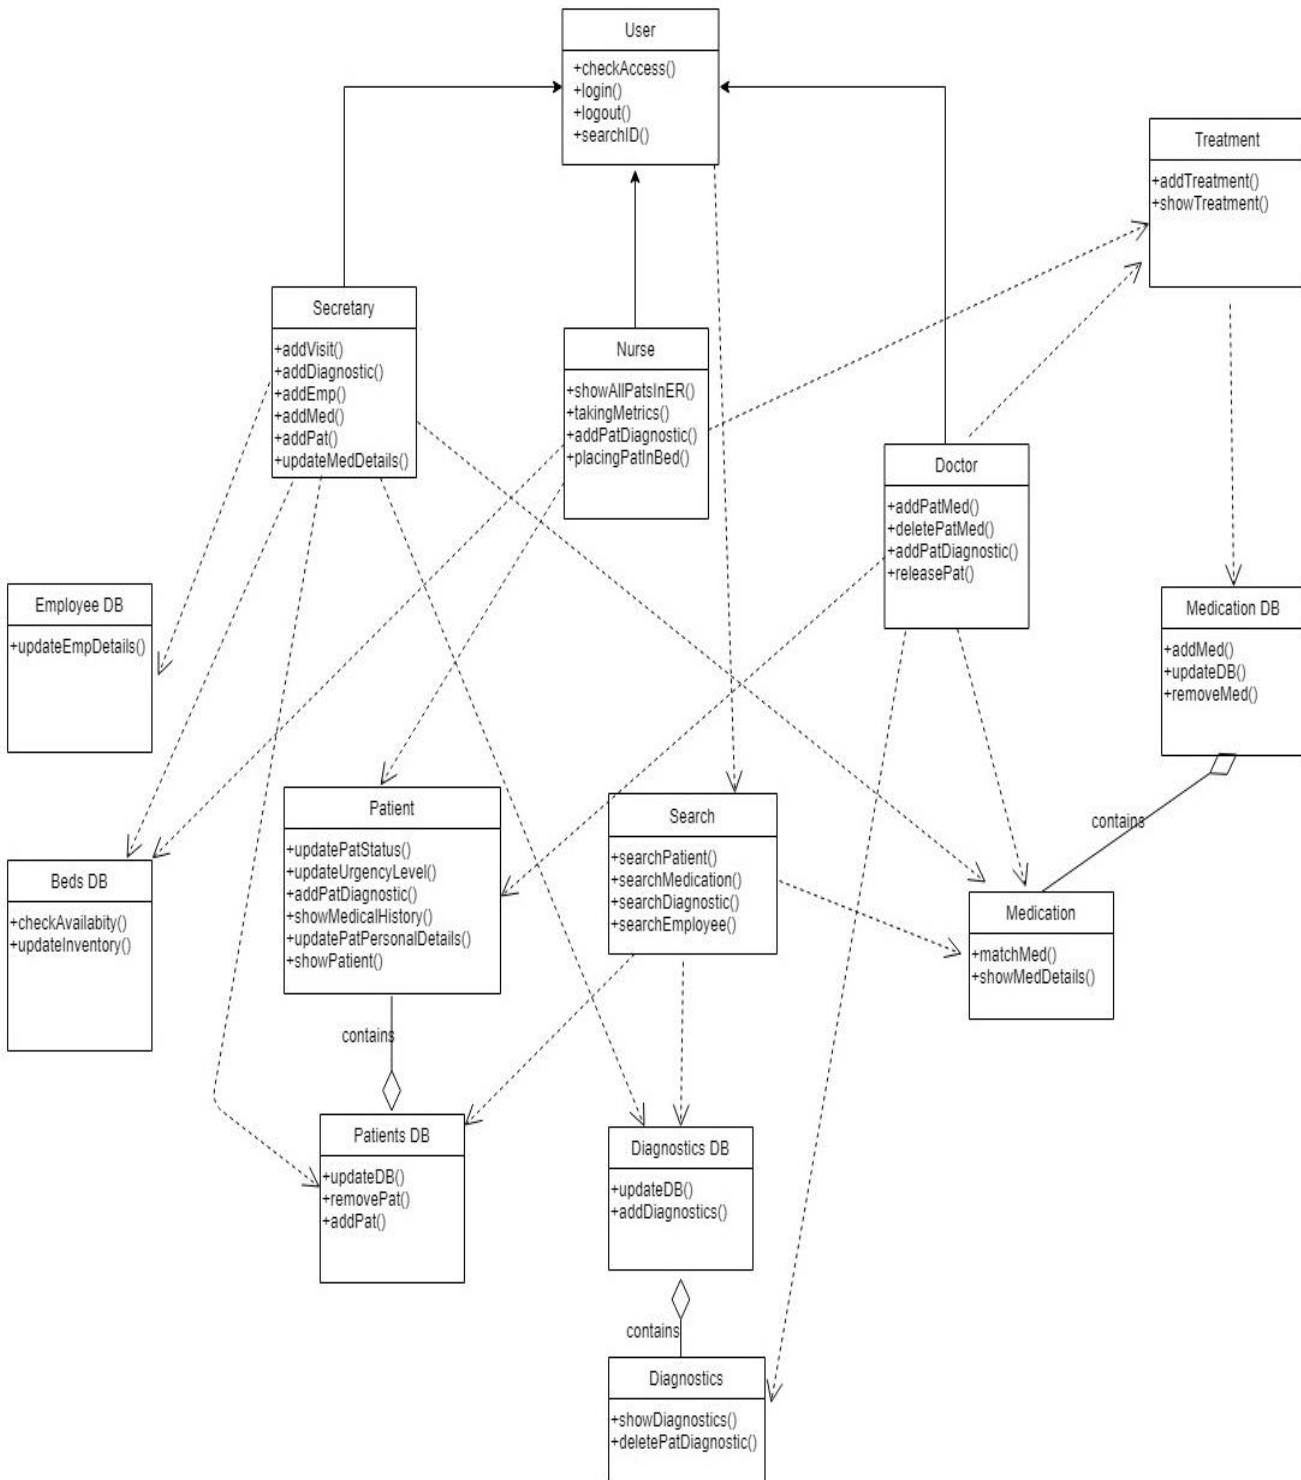 User
+checkAccess()
+login()
+logout()
+searchID()
Treatment
+addTreatment()
+showTreatment()
Secretary
+addVisit()
+addDiagnostic()
+addEmp()
+addMed()
+addPat()
+updateMedDetails()
Nurse
+showAllPatsInER()
+takingMetrics()
+addPatDiagnostic()
+placingPatInBed()
Doctor
+addPatMed()
+deletePatMed()
+addPatDiagnostic()
+releasePat()
Employee DB
+updateEmpDetails()
Medication DB
+addMed()
+updateDB()
+removeMed()
Patient
+updatePatStatus()
+updateUrgencyLevel()
+addPatDiagnostic()
+showMedicalHistory()
+updatePatPersonalDetails()
+showPatient()
Search
+searchPatient()
+searchMedication()
+searchDiagnostic()
+searchEmployee()
contains
Beds DB
+checkAvailabity()
+updateInventory()
Medication
+matchMed()
+showMedDetails()
contains
Patients DB
+updateDB()
+removePat()
+addPat()
Diagnostics DB
+updateDB()
+addDiagnostics()
contains
Diagnostics
+showDiagnostics()
+deletePatDiagnostic()